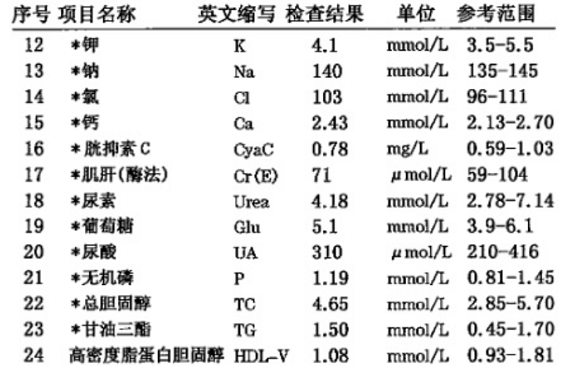 序号 项目名称 英文缩写 检查结果 单位 参考范围
12 *钾 K 4.1 mmol/L 3.5-5.5
13 *钠 Na 140 mmol/L 135-145
14 *氯 Cl 103 mmol/L 96-111
15 *钙 Ca 2.43 mmol/L 2.13-2.70
16 *胱抑素C CyaC 0.78 mg/L 0.59-1.03
17 *肌肝(酶法) Cr(E) 71 μmol/L 59-104
18 *尿素 Urea 4.18 mmol/L 2.78-7.14
19 *葡萄糖 Glu 5.1 mmol/L 3.9-6.1
20 *尿酸 UA 310 μmol/L 210-416
21 *无机磷 P 1.19 mmol/L 0.81-1.45
22 *总胆固醇 TC 4.65 mmol/L 2.85-5.70
23 *甘油三酯 TG 1.50 mmol/L 0.45-1.70
24 高密度脂蛋白胆固醇 HDL-V 1.08 mmol/L 0.93-1.81